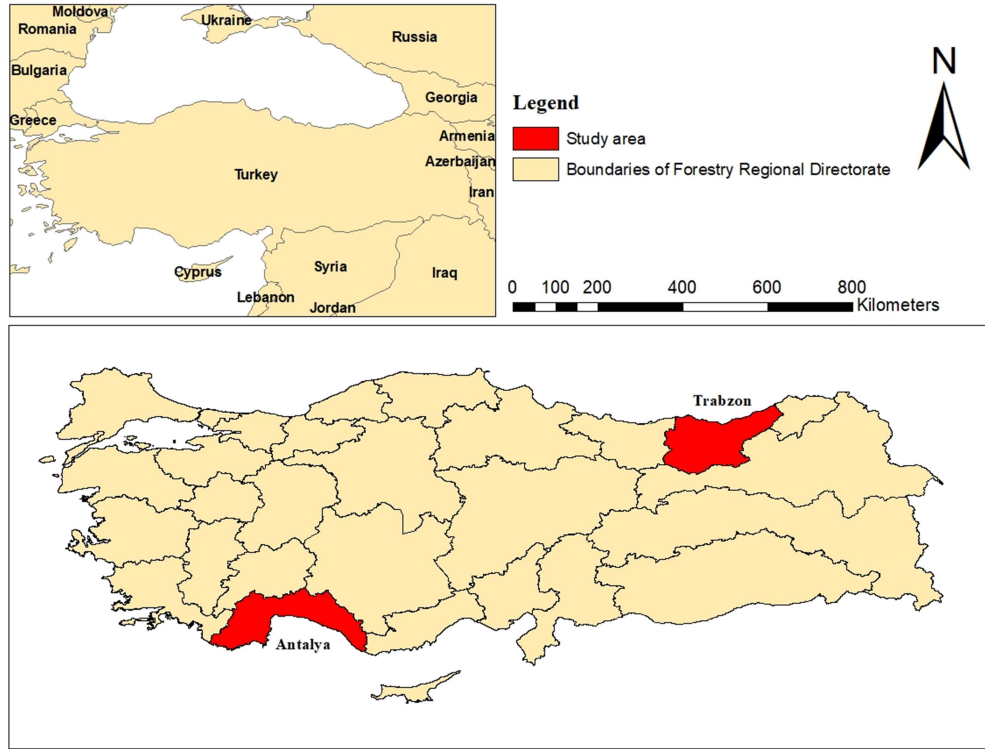 Moldova
Ukraine
Romania
Russia
Bulgaria
Georgia
Greece
Armenia
Azerbaijan
Turkey
Iran
Cyprus
Syria
Iraq
Lebanon
Jordan
N
Legend
Study area
Boundaries of Forestry Regional Directorate
0 100 200 400 600 800
Kilometers
Trabzon
Antalya